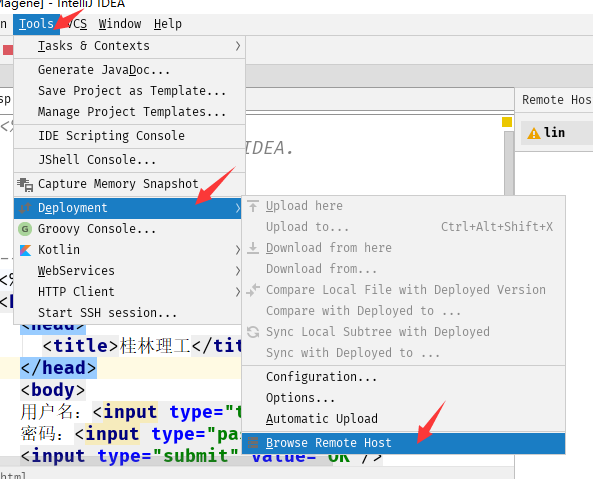 Magene] - IntelliJ IDEA
n Tools VCS Window Help
Tasks & Contexts
Generate JavaDoc...
Save Project as Template...
Manage Project Templates...
IDE Scripting Console
JShell Console...
Capture Memory Snapshot
Deployment
Groovy Console...
Kotlin
WebServices
HTTP Client
Start SSH session...
Upload here
Upload to... Ctrl+Alt+Shift+X
Download from here
Download from...
Compare Local File with Deployed Version
Compare with Deployed to ...
Sync Local Subtree with Deployed
Sync with Deployed to ...
Configuration...
Options...
Automatic Upload
Browse Remote Host
Remote Hos
lin
sp
<%
IDEA.
<%
<head>
<title>桂林理工</tit
</head>
<body>
用户名：<input type="t
密码：<input type="pa
<input type="submit" value="OK"/>
html